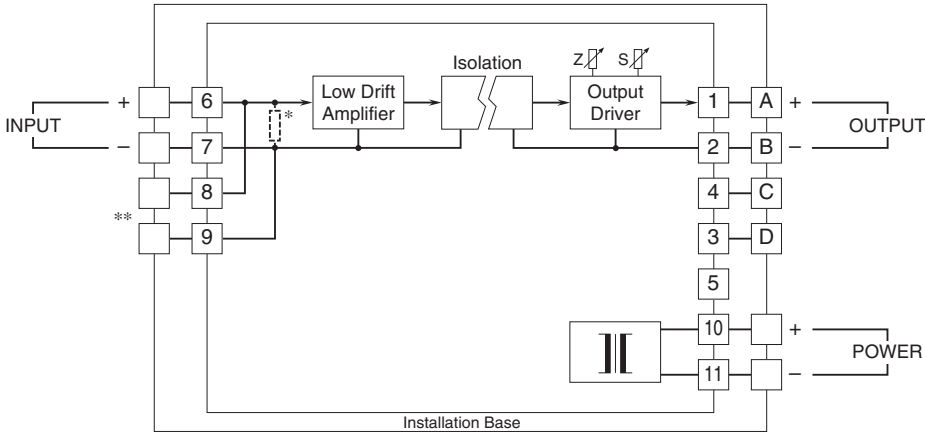 Isolation
Z
S
Low Drift
Amplifier
Output
Driver
*
INPUT
+
−
6
7
8
9
**
1
2
4
3
5
10
11
A
B
C
D
+
−
OUTPUT
+
−
POWER
Installation Base